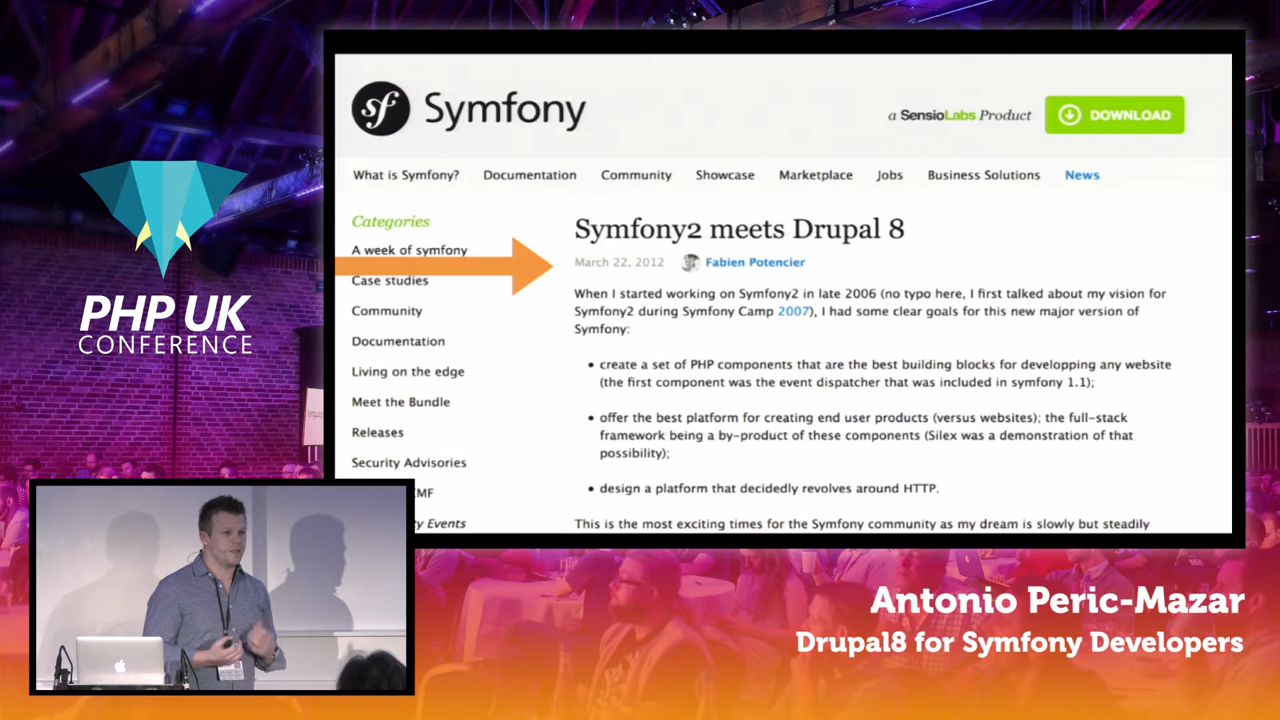 PHP UK
CONFERENCE
sf Symfony
a SensioLabs Product
DOWNLOAD
What is Symfony? Documentation Community Showcase Marketplace Jobs Business Solutions News
Categories
A week of symfony
Case studies
Community
Documentation
Living on the edge
Meet the Bundle
Releases
Security Advisories
MF
y Events
Symfony2 meets Drupal 8
March 22, 2012 Fabien Potencier
When I started working on Symfony2 in late 2006 (no typo here, I first talked about my vision for
Symfony2 during Symfony Camp 2007), I had some clear goals for this new major version of
Symfony:
• create a set of PHP components that are the best building blocks for developping any website
(the first component was the event dispatcher that was included in symfony 1.1);
• offer the best platform for creating end user products (versus websites); the full-stack
framework being a by-product of these components (Silex was a demonstration of that
possibility);
• design a platform that decidedly revolves around HTTP.
This is the most exciting times for the Symfony community as my dream is slowly but steadily
Antonio Peric-Mazar
Drupal8 for Symfony Developers